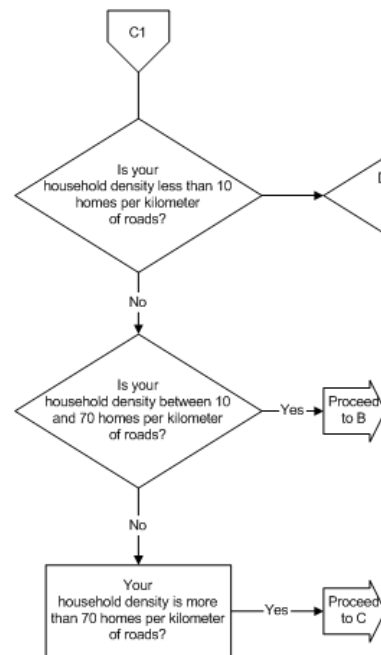 C1
Is your
household density less than 10
homes per kilometer
of roads?
D
No
Is your
household density between 10
and 70 homes per kilometer
of roads?
Yes
Proceed
to B
No
Your
household density is more
than 70 homes per kilometer
of roads?
Yes
Proceed
to C